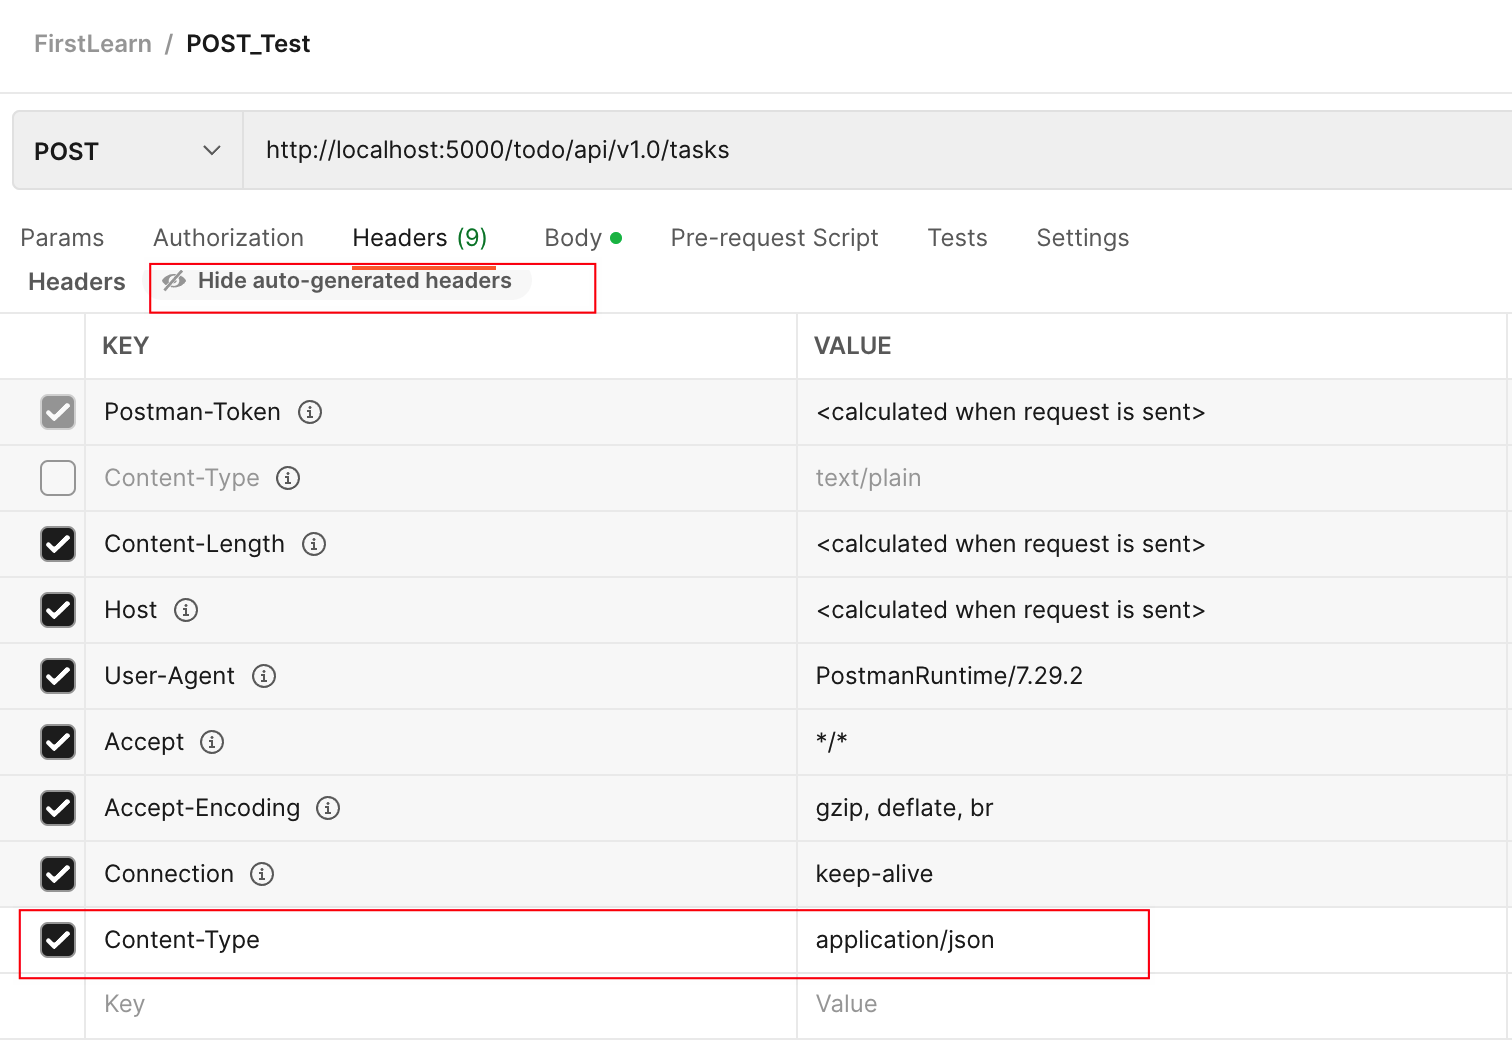 FirstLearn / POST_Test
POST http://localhost:5000/todo/api/v1.0/tasks
Params Authorization Headers (9) Body Pre-request Script Tests Settings
Headers Hide auto-generated headers
KEY VALUE
Postman-Token <calculated when request is sent>
Content-Type text/plain
Content-Length <calculated when request is sent>
Host <calculated when request is sent>
User-Agent PostmanRuntime/7.29.2
Accept */*
Accept-Encoding gzip, deflate, br
Connection keep-alive
Content-Type application/json
Key Value